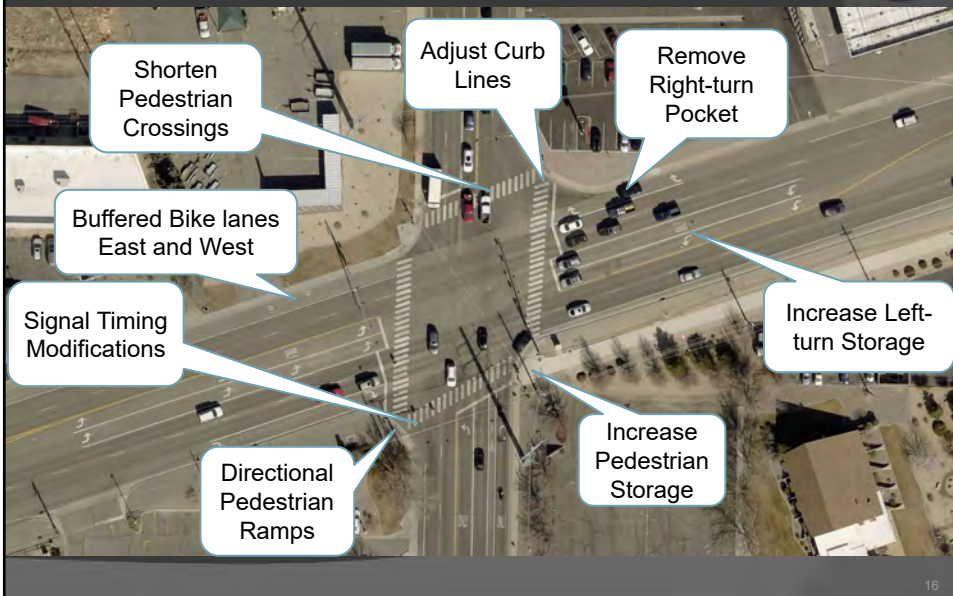 Shorten
Pedestrian
Crossings
Adjust Curb
Lines
Remove
Right-turn
Pocket
Buffered Bike lanes
East and West
Signal Timing
Modifications
Increase Left-
turn Storage
Directional
Pedestrian
Ramps
Increase
Pedestrian
Storage
16